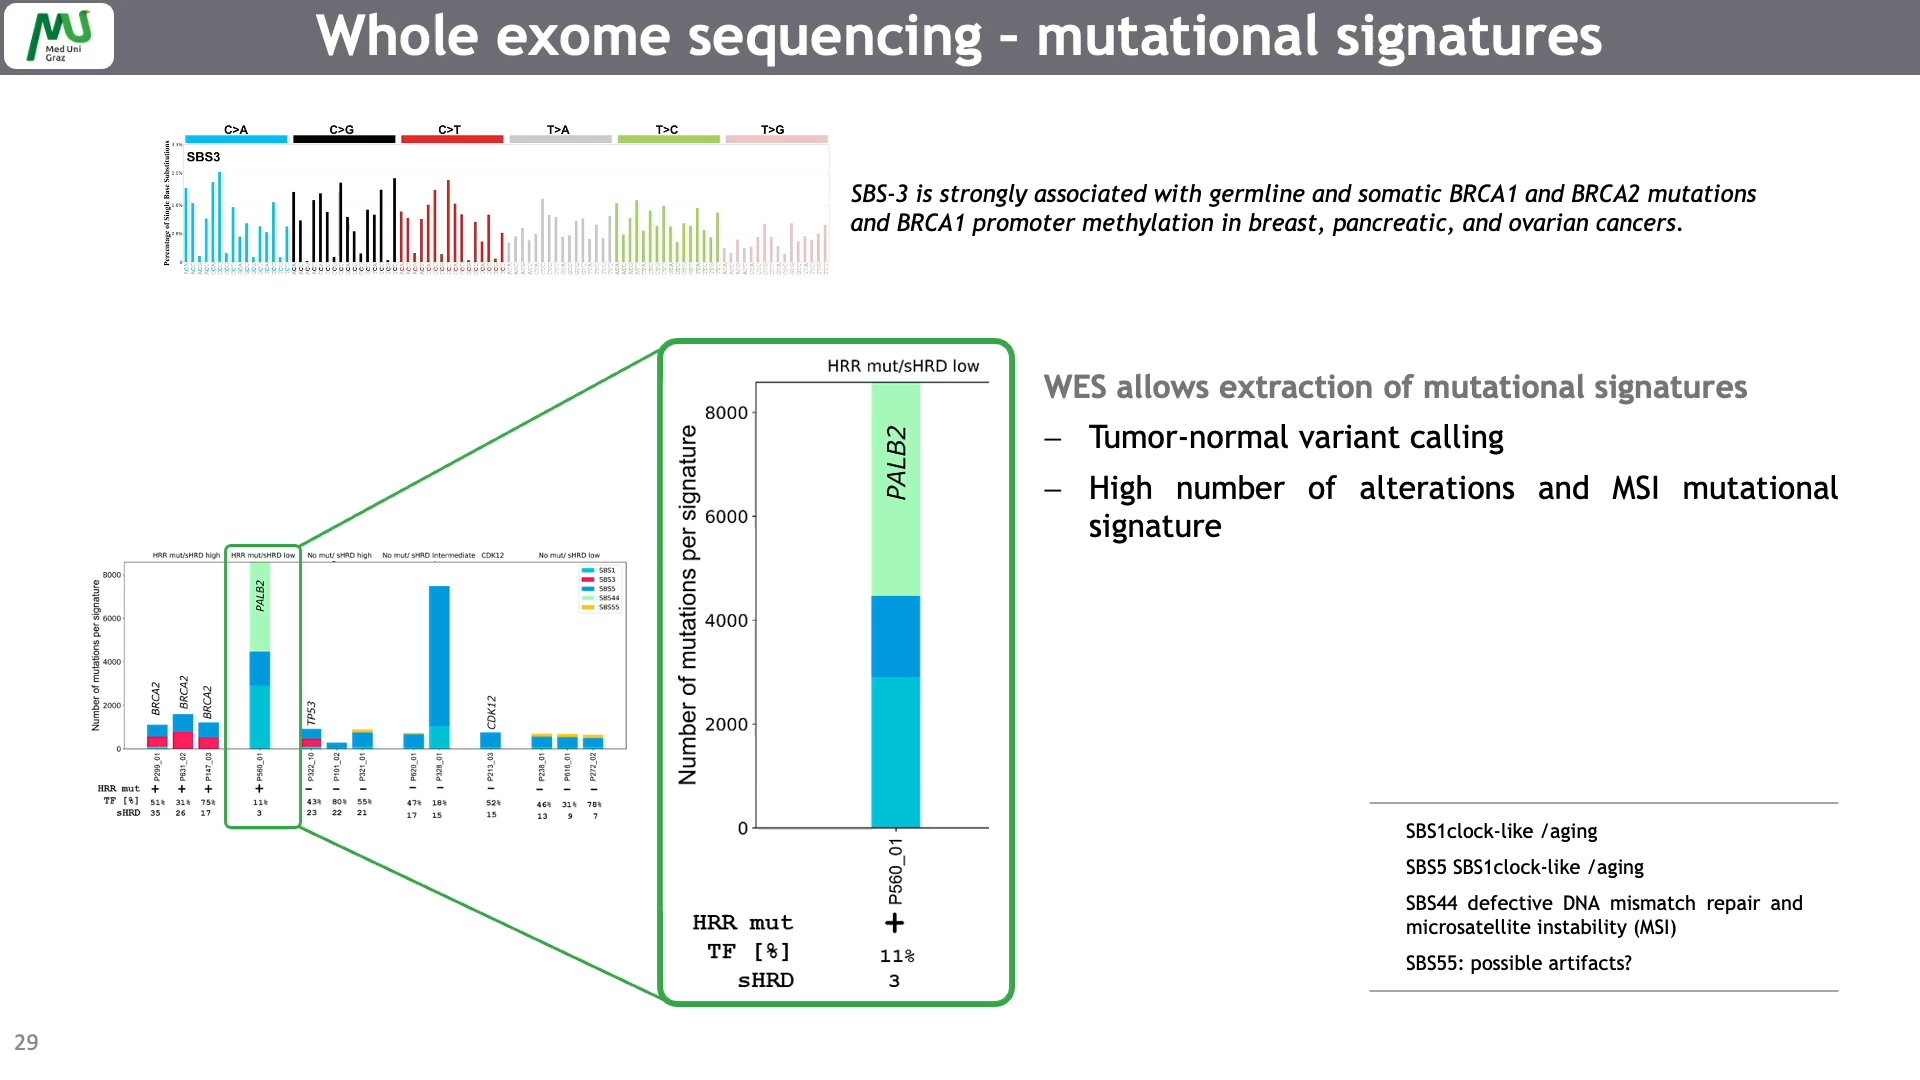 Med Uni
Graz
Whole exome sequencing – mutational signatures
C>A
C>G
C>T
T>A
T>C
T>G
SBS3
Percentage of Single Base Substitutions
SBS-3 is strongly associated with germline and somatic BRCA1 and BRCA2 mutations
and BRCA1 promoter methylation in breast, pancreatic, and ovarian cancers.
HRR mut/sHRD high
HRR mut/sHRD low
No mut/ sHRD high
No mut/ sHRD Intermediate
CDK12
No mut/ sHRD low
SBS1
SBS3
SBS5
SBS44
SBS55
Number of mutations per signature
8000
6000
4000
2000
0
BRCA2
BRCA2
BRCA2
PALB2
TP53
CDK12
P299_01
P631_02
P147_03
P560_01
P322_10
P101_02
P321_01
P620_01
P328_01
P213_03
P238_01
P616_01
P272_02
HRR mut + + + + – – – – – – – – –
TF [%] 51% 31% 75% 11% 43% 80% 55% 47% 18% 52% 46% 31% 78%
sHRD 35 26 17 3 23 22 21 17 15 15 13 9 7
HRR mut/sHRD low
Number of mutations per signature
8000
6000
4000
2000
0
PALB2
P560_01
HRR mut +
TF [%] 11%
sHRD 3
WES allows extraction of mutational signatures
– Tumor-normal variant calling
– High number of alterations and MSI mutational
signature
SBS1clock-like /aging
SBS5 SBS1clock-like /aging
SBS44 defective DNA mismatch repair and
microsatellite instability (MSI)
SBS55: possible artifacts?
29